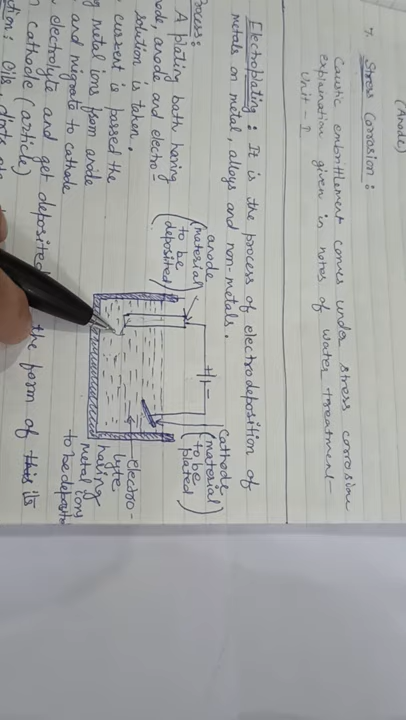 (Anode)
7. Stress Corrosion :
Caustic embrittlement comes under stress corrosion
explanation given in notes of water treatment -
Unit - I
Electroplating : It is the process of electrodeposition of
metals on metal, alloys and non-metals.
process:
A plating bath having
anode and electro-
solution is taken.
current is passed the
metal ions from anode
and migrate to cathode
electrolyte and get deposited
the form of
cathode (article)
anode
(material
to be
deposited)
+ -
cathode
(material
to be
plated)
electro-
lyte
having
Metal ions
to be deposite